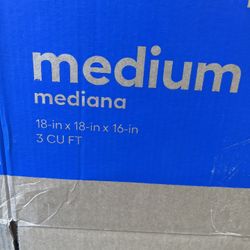 medium
mediana
18-in x 18-in x 16-in
3 CU FT